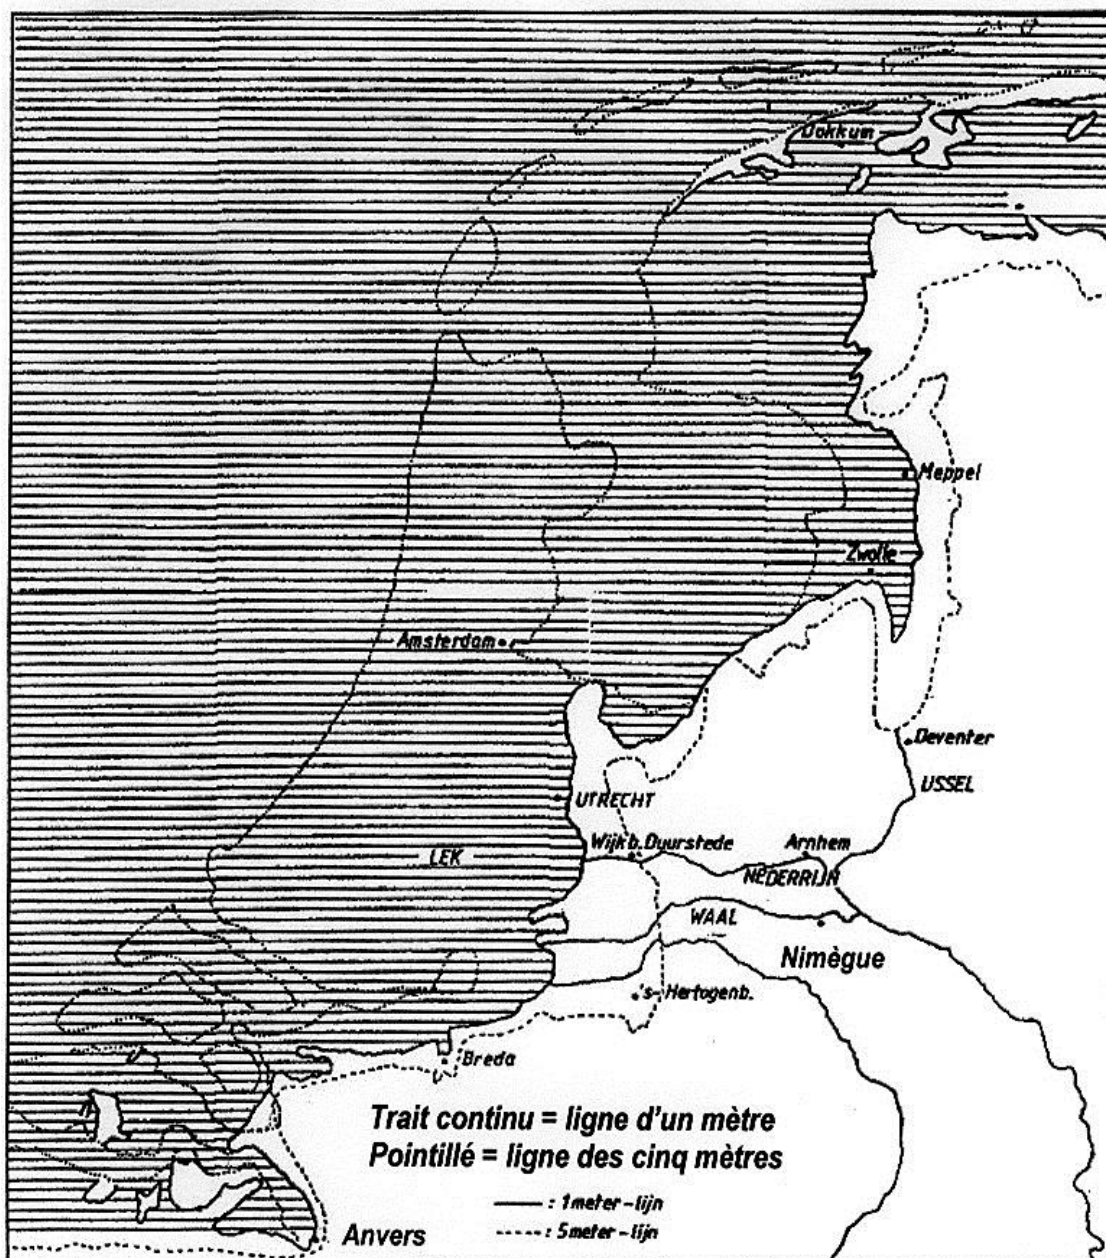 Dokkum
Meppel
Zwolle
Amsterdam
Deventer
IJSSEL
UTRECHT
Wijk b. Duurstede
Arnhem
LEK
NEDERRIJN
WAAL
Nimègue
's-Hertogenb.
Breda
Trait continu = ligne d'un mètre
Pointillé = ligne des cinq mètres
: 1 meter-lijn
: 5 meter-lijn
Anvers